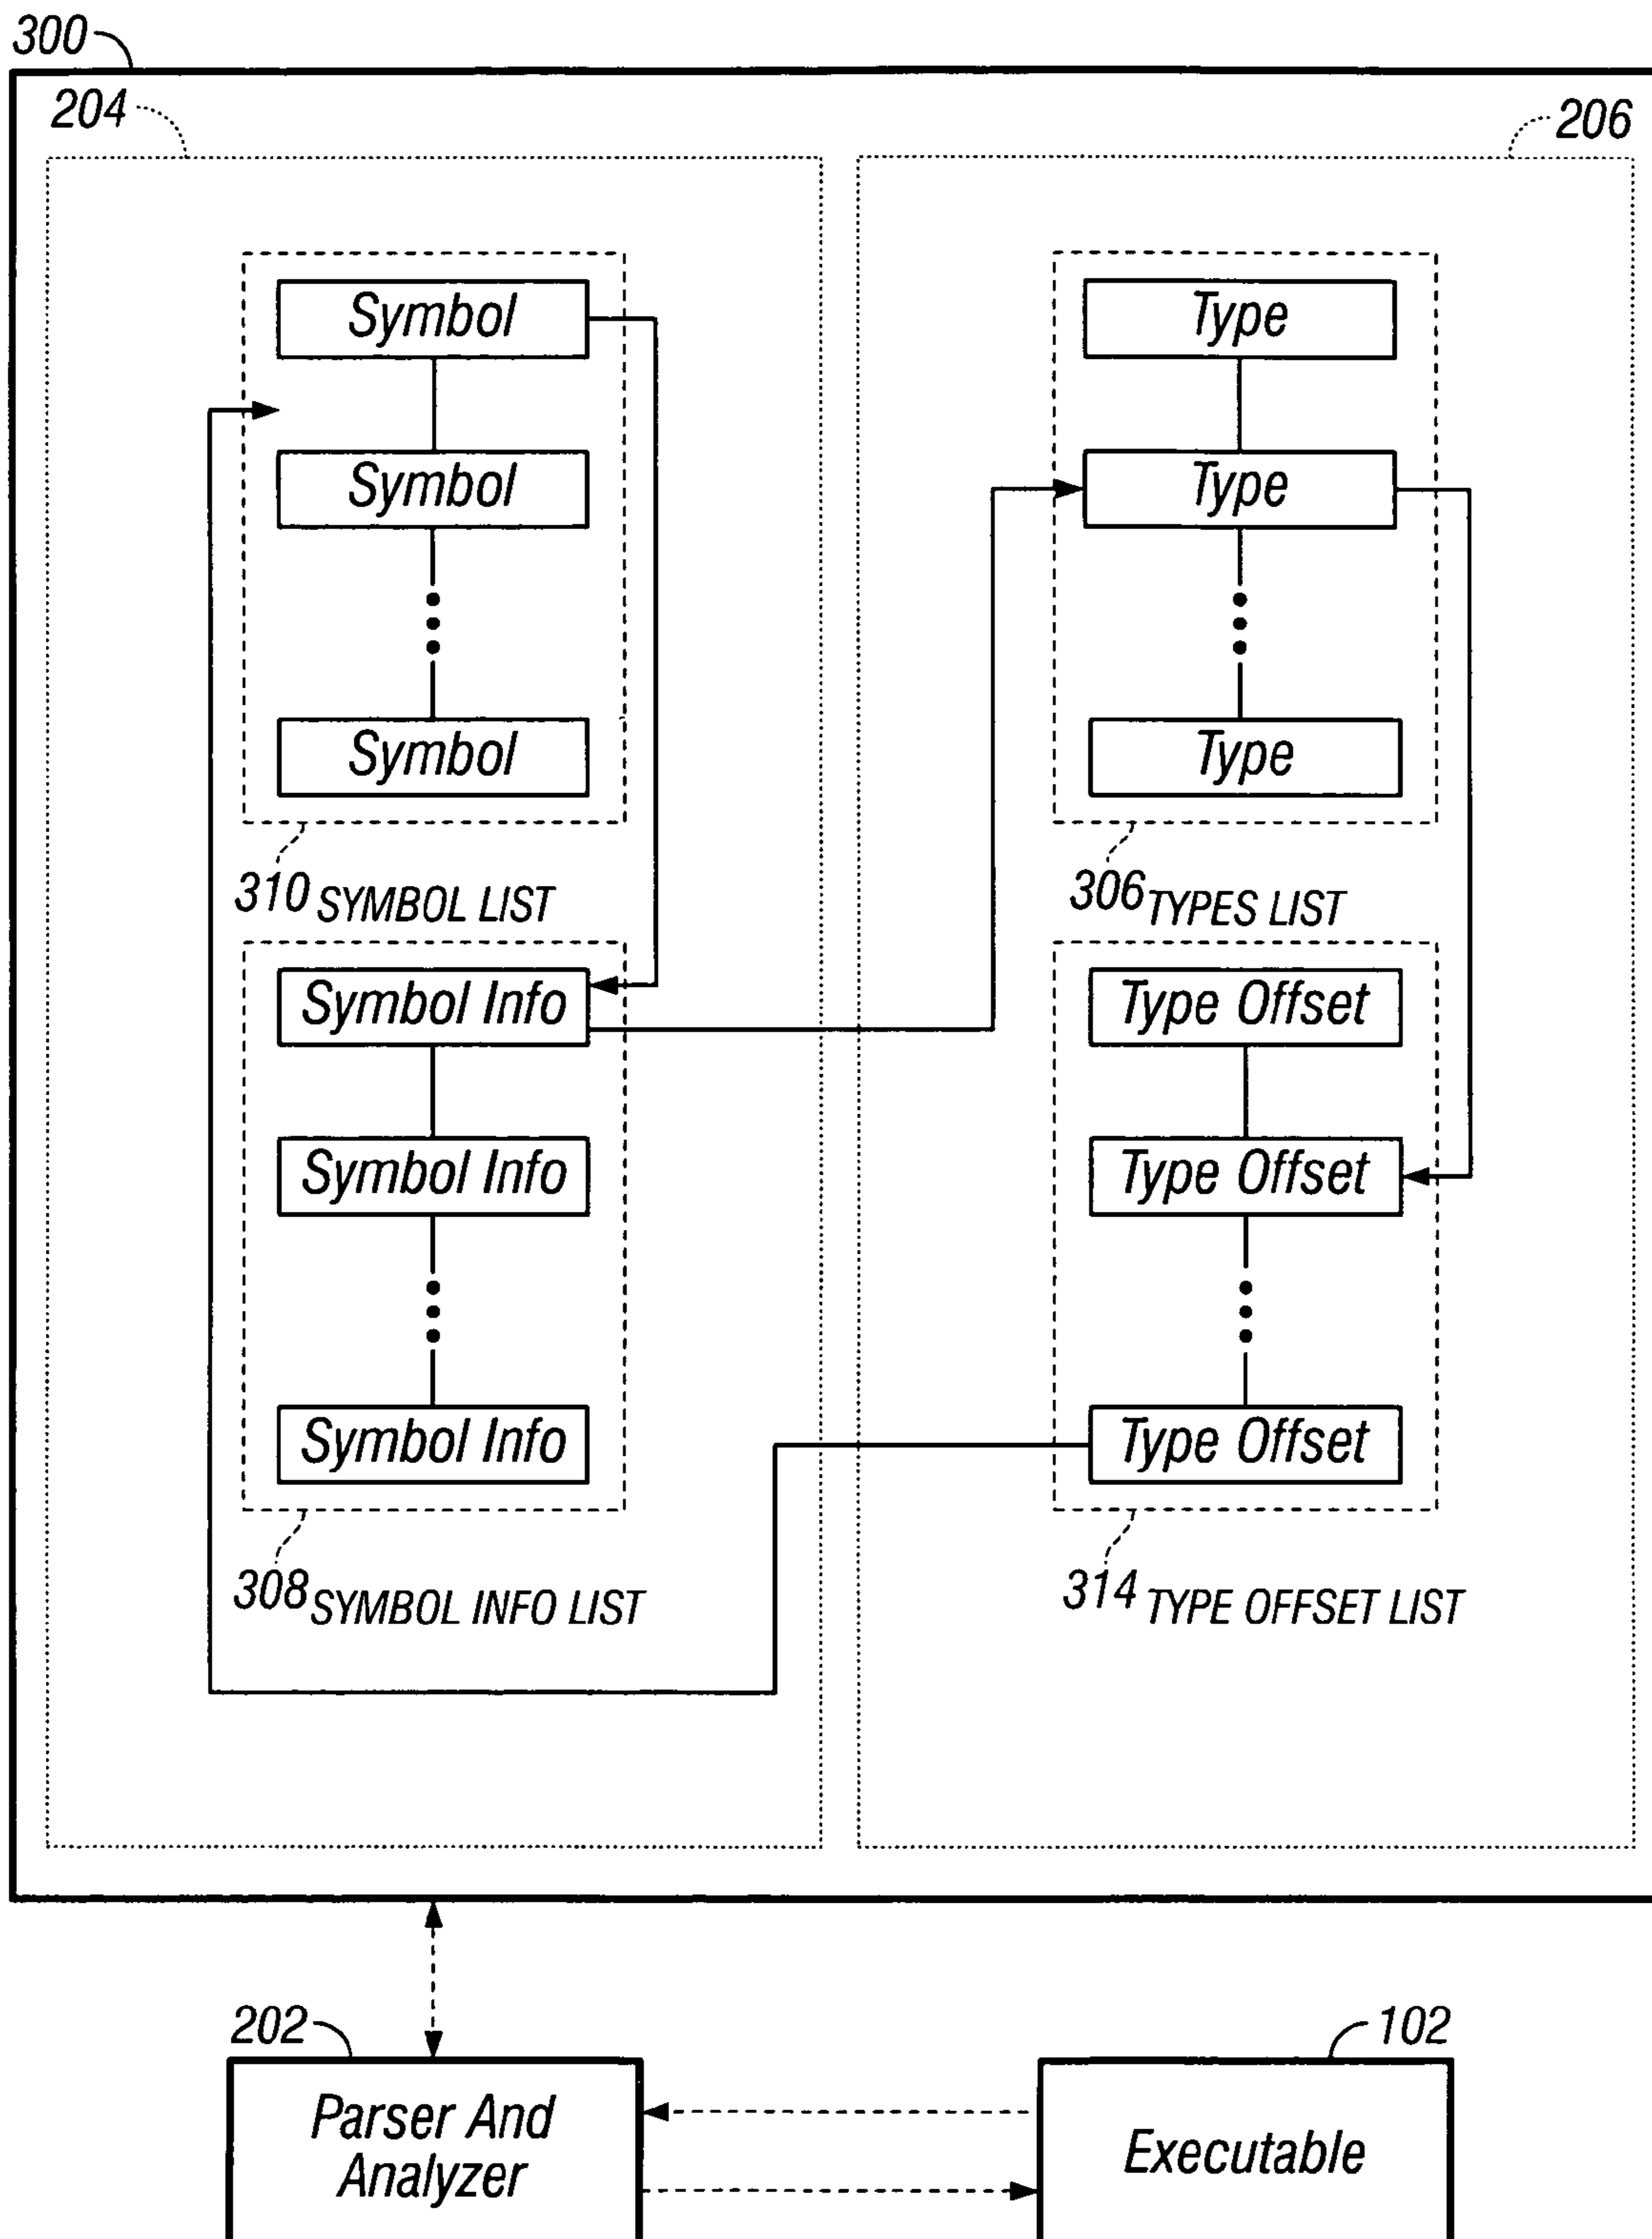 300
204
206
Symbol
Symbol
Symbol
310 SYMBOL LIST
Symbol Info
Symbol Info
Symbol Info
308 SYMBOL INFO LIST
Type
Type
Type
306 TYPES LIST
Type Offset
Type Offset
Type Offset
314 TYPE OFFSET LIST
202
Parser And
Analyzer
102
Executable